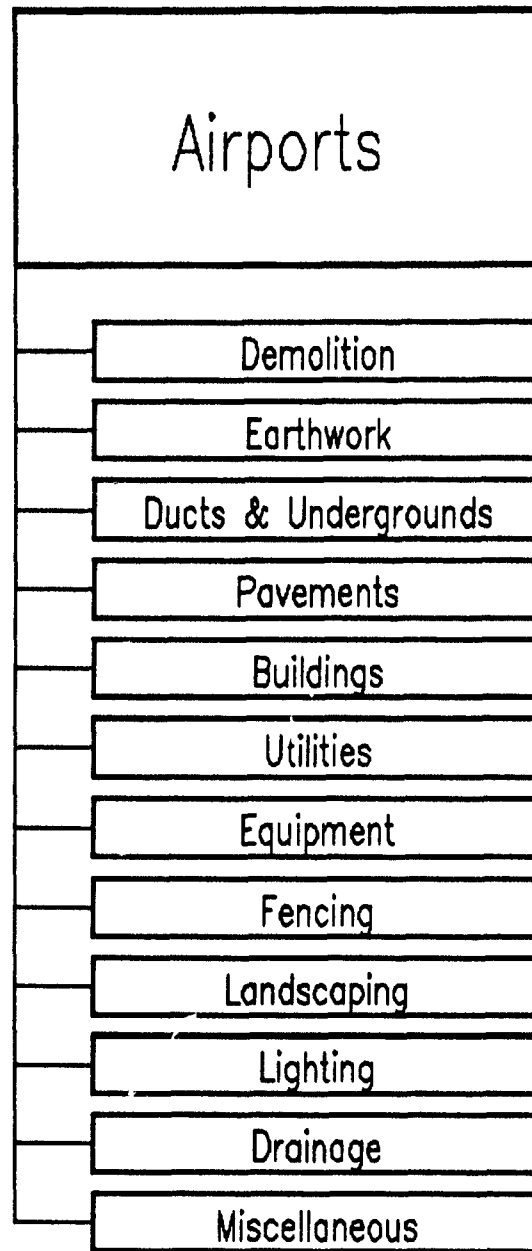 Airports
Demolition
Earthwork
Ducts & Undergrounds
Pavements
Buildings
Utilities
Equipment
Fencing
Landscaping
Lighting
Drainage
Miscellaneous